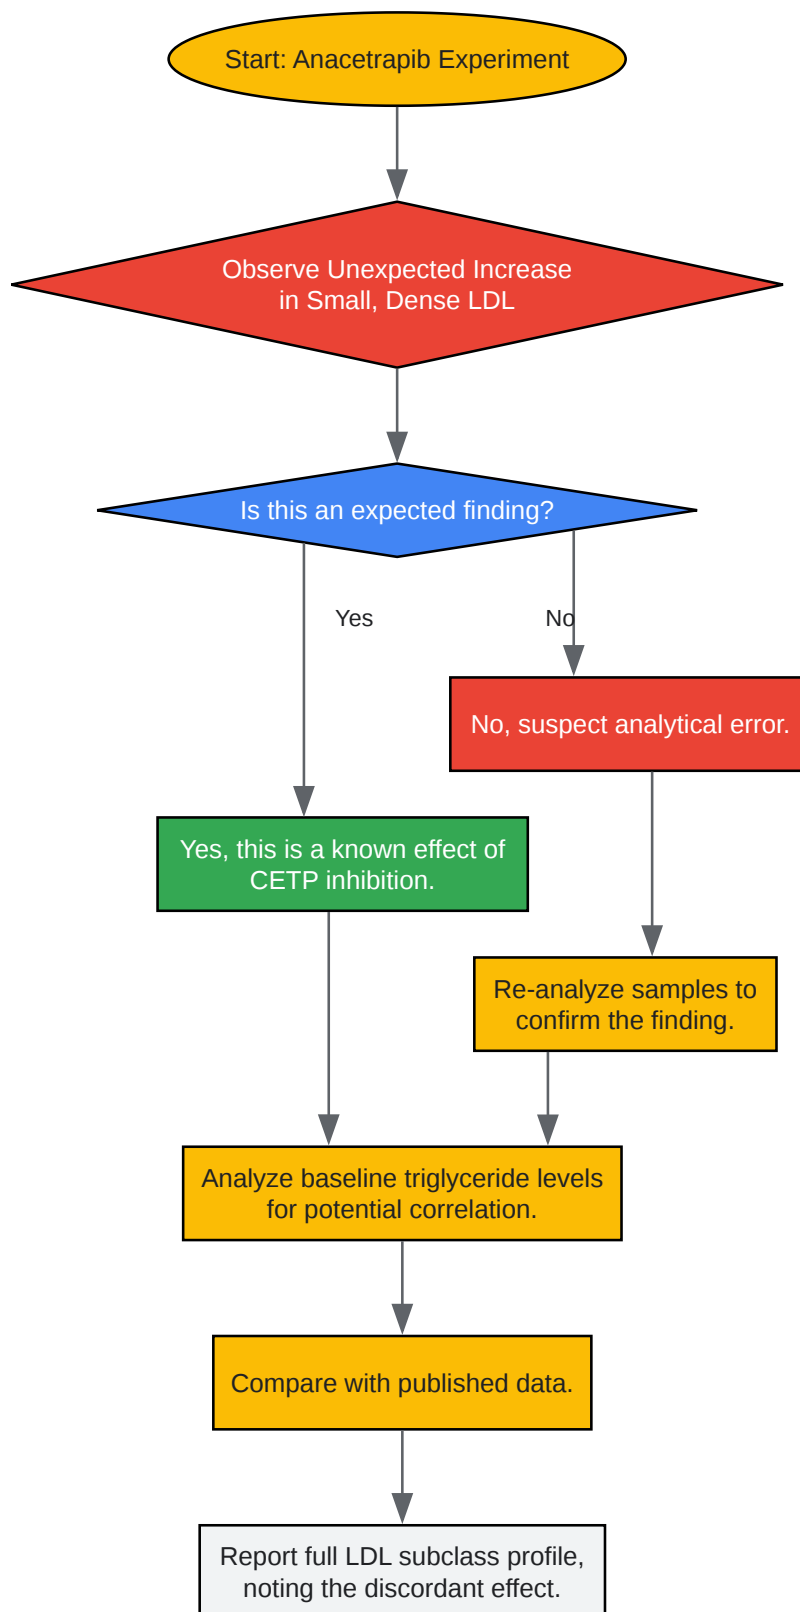 Start: Anacetrapib Experiment
Observe Unexpected Increase
in Small, Dense LDL
Is this an expected finding?
Yes
No
No, suspect analytical error.
Yes, this is a known effect of
CETP inhibition.
Re-analyze samples to
confirm the finding.
Analyze baseline triglyceride levels
for potential correlation.
Compare with published data.
Report full LDL subclass profile,
noting the discordant effect.